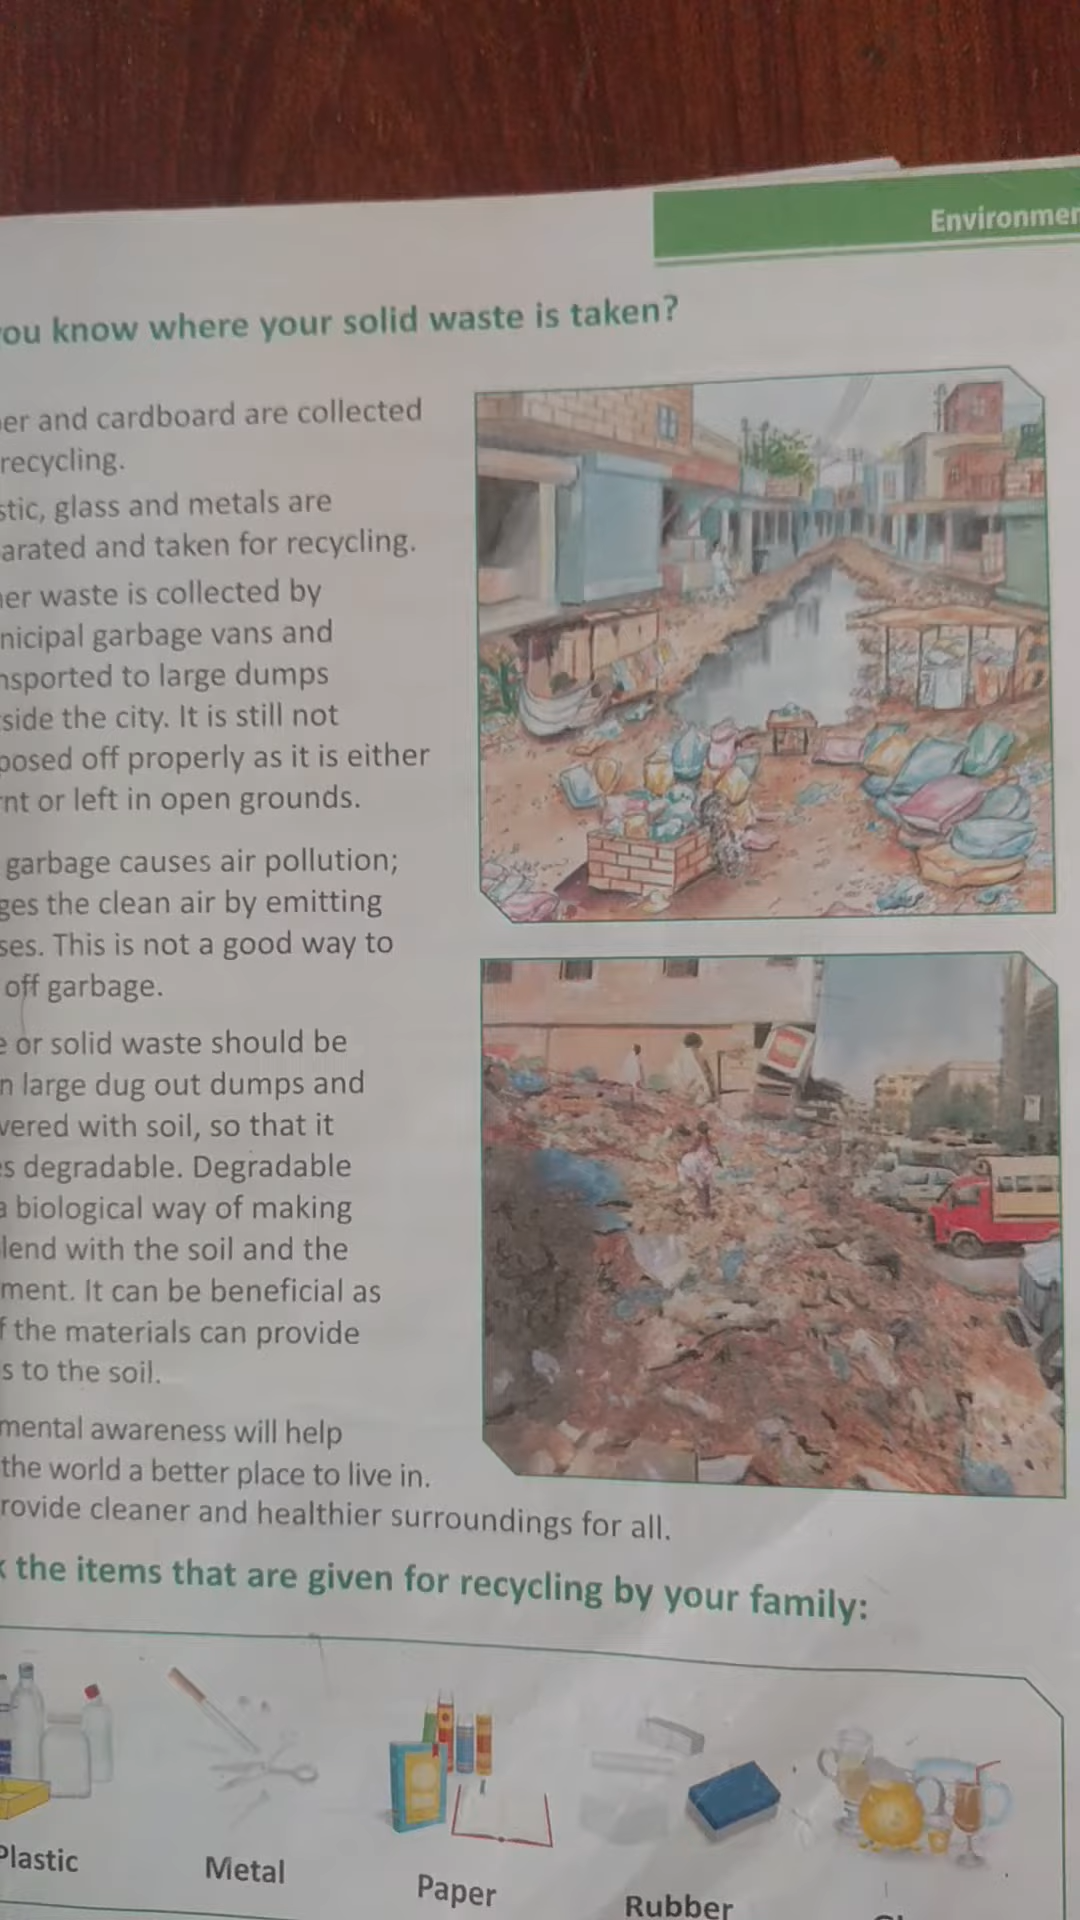 Environmen
you know where your solid waste is taken?
er and cardboard are collected
recycling.
stic, glass and metals are
arated and taken for recycling.
er waste is collected by
nicipal garbage vans and
nsported to large dumps
side the city. It is still not
posed off properly as it is either
rnt or left in open grounds.
garbage causes air pollution;
ges the clean air by emitting
ses. This is not a good way to
off garbage.
e or solid waste should be
n large dug out dumps and
vered with soil, so that it
s degradable. Degradable
a biological way of making
lend with the soil and the
ment. It can be beneficial as
f the materials can provide
s to the soil.
mental awareness will help
the world a better place to live in.
rovide cleaner and healthier surroundings for all.
k the items that are given for recycling by your family:
Plastic
Metal
Paper
Rubber